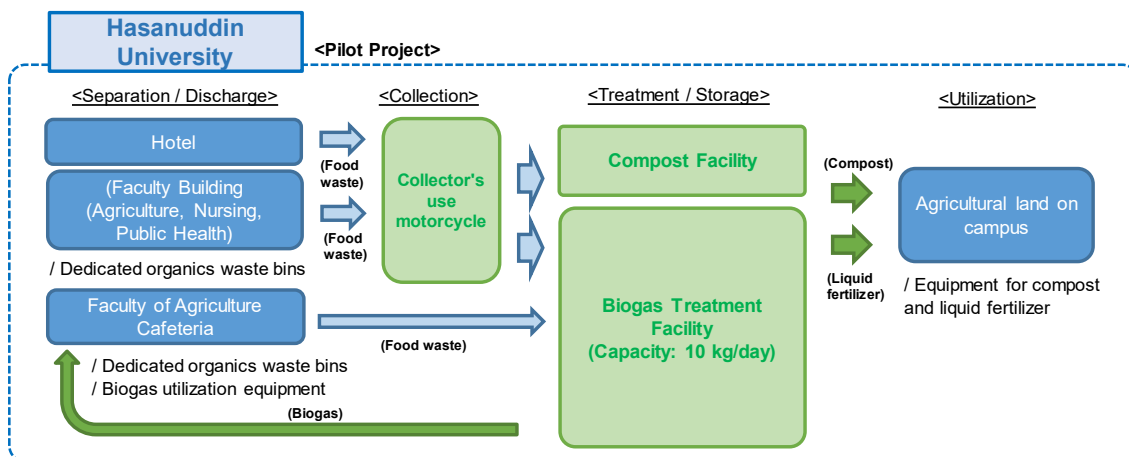 Hasanuddin
University
<Pilot Project>
<Separation / Discharge>
<Collection>
<Treatment / Storage>
<Utilization>
Hotel
(Food
waste)
(Faculty Building
(Agriculture, Nursing,
Public Health)
(Food
waste)
/ Dedicated organics waste bins
Faculty of Agriculture
Cafeteria
(Food waste)
/ Dedicated organics waste bins
/ Biogas utilization equipment
(Biogas)
Collector's
use
motorcycle
Compost Facility
Biogas Treatment
Facility
(Capacity: 10 kg/day)
(Compost)
(Liquid
fertilizer)
Agricultural land on
campus
/ Equipment for compost
and liquid fertilizer